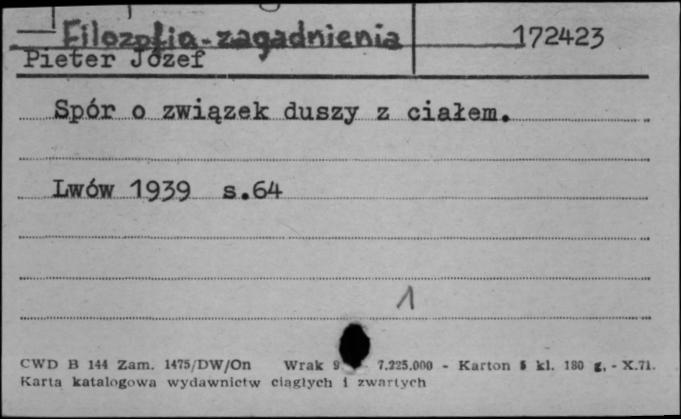 Filozofia-zagadnienia 172423
Pieter Józef
Spór o związek duszy z ciałem.
Lwów 1939 s.64
1
CWD B 144 Zam. 1475/DW/On Wrak 9 7.225.000 - Karton 5 kl. 180 g. - X.71.
Karta katalogowa wydawnictw ciągłych i zwartych